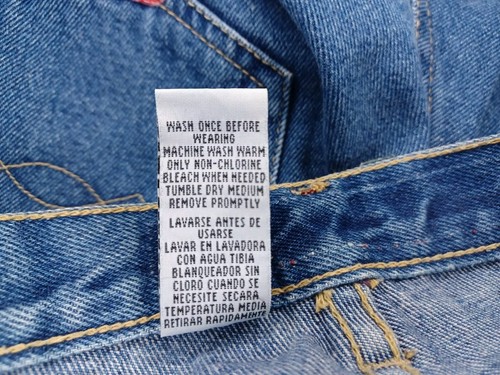 WASH ONCE BEFORE
WEARING
MACHINE WASH WARM
ONLY NON-CHLORINE
BLEACH WHEN NEEDED
TUMBLE DRY MEDIUM
REMOVE PROMPTLY
LAVARSE ANTES DE
USARSE
LAVAR EN LAVADORA
CON AGUA TIBIA
BLANQUEADOR SIN
CLORO CUANDO SE
NECESITE SECARA
TEMPERATURA MEDIA
RETIRAR RAPIDAMENTE